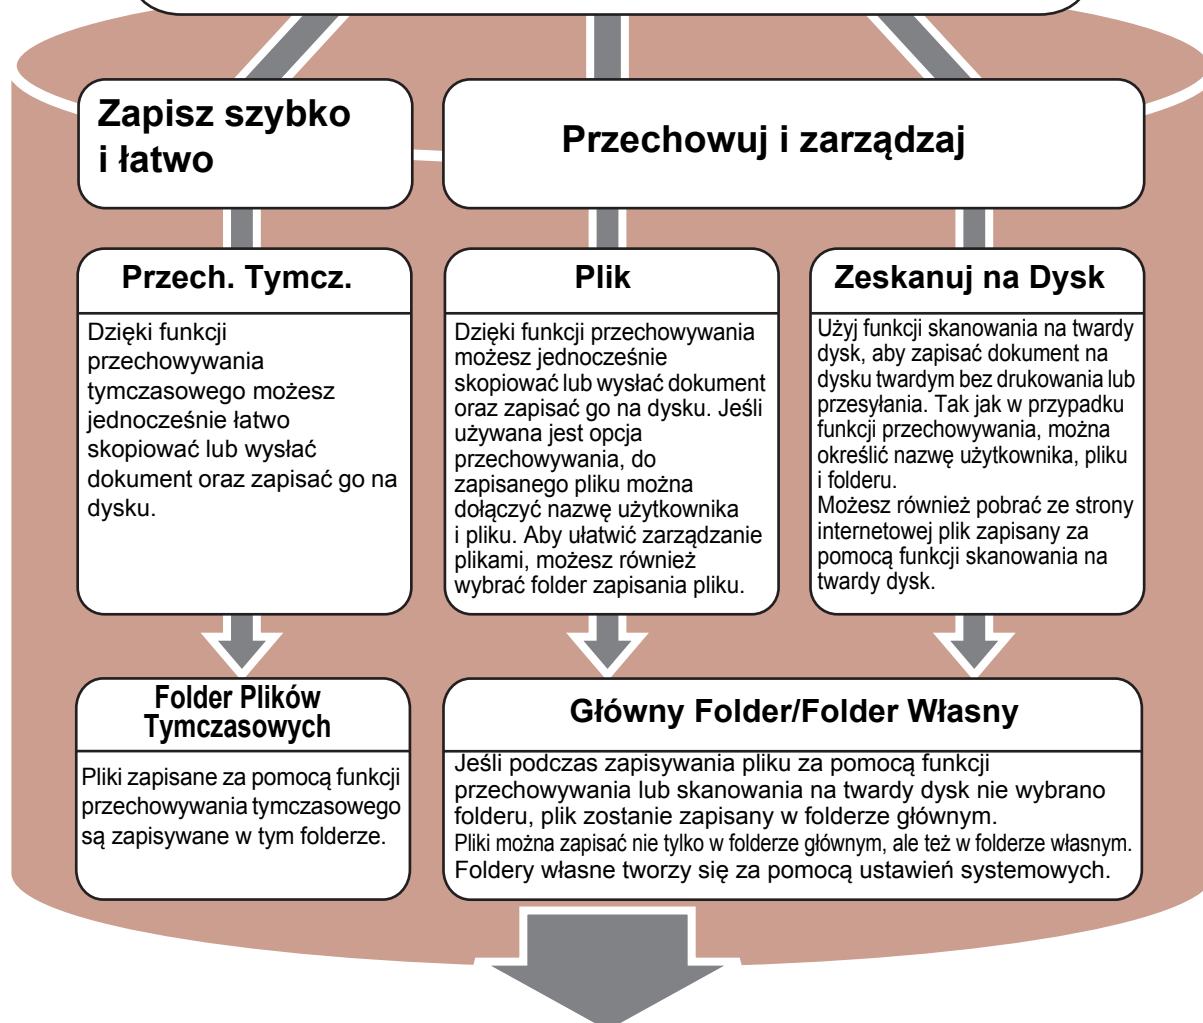 Zapisz szybko
i łatwo
Przechowuj i zarządzaj
Przech. Tymcz.
Dzięki funkcji
przechowywania
tymczasowego możesz
jednocześnie łatwo
skopiować lub wysłać
dokument oraz zapisać go na
dysku.
Plik
Dzięki funkcji przechowywania
możesz jednocześnie
skopiować lub wysłać dokument
oraz zapisać go na dysku. Jeśli
używana jest opcja
przechowywania, do
zapisanego pliku można
dołączyć nazwę użytkownika
i pliku. Aby ułatwić zarządzanie
plikami, możesz również
wybrać folder zapisania pliku.
Zeskanuj na Dysk
Użyj funkcji skanowania na twardy
dysk, aby zapisać dokument na
dysku twardym bez drukowania lub
przesyłania. Tak jak w przypadku
funkcji przechowywania, można
określić nazwę użytkownika, pliku
i folderu.
Możesz również pobrać ze strony
internetowej plik zapisany za
pomocą funkcji skanowania na
twardy dysk.
Folder Plików
Tymczasowych
Pliki zapisane za pomocą funkcji
przechowywania tymczasowego
są zapisywane w tym folderze.
Główny Folder/Folder Własny
Jeśli podczas zapisywania pliku za pomocą funkcji
przechowywania lub skanowania na twardy dysk nie wybrano
folderu, plik zostanie zapisany w folderze głównym.
Pliki można zapisać nie tylko w folderze głównym, ale też w folderze własnym.
Foldery własne tworzy się za pomocą ustawień systemowych.